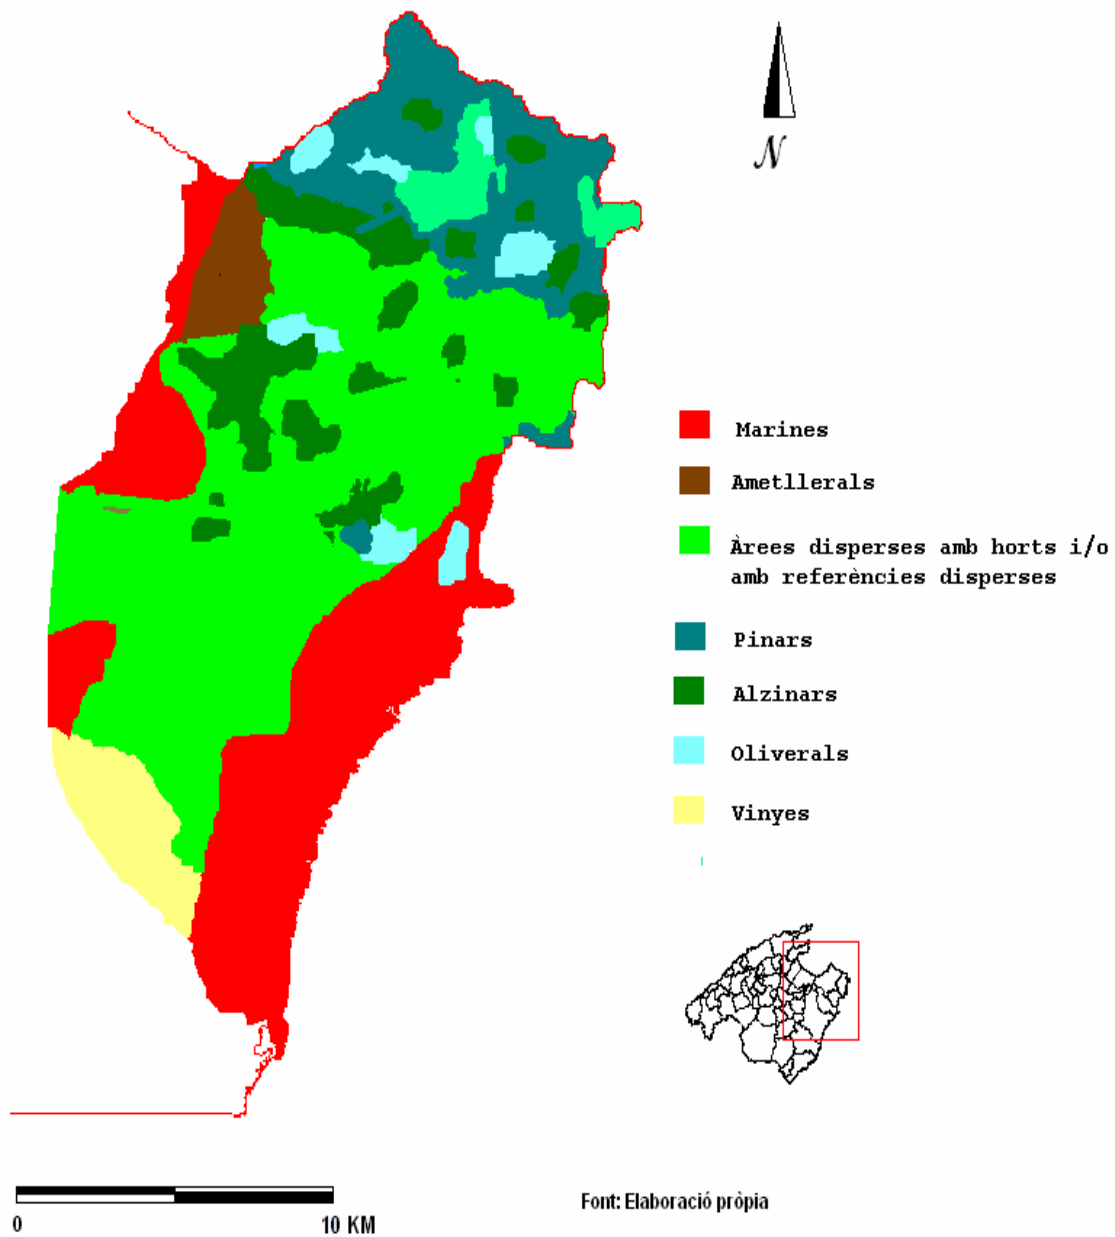 N
Marines
Ametllerals
Àrees disperses amb horts i/o
amb referències disperses
Pinars
Alzinars
Oliverals
Vinyes
Font: Elaboració pròpia
0 10 KM